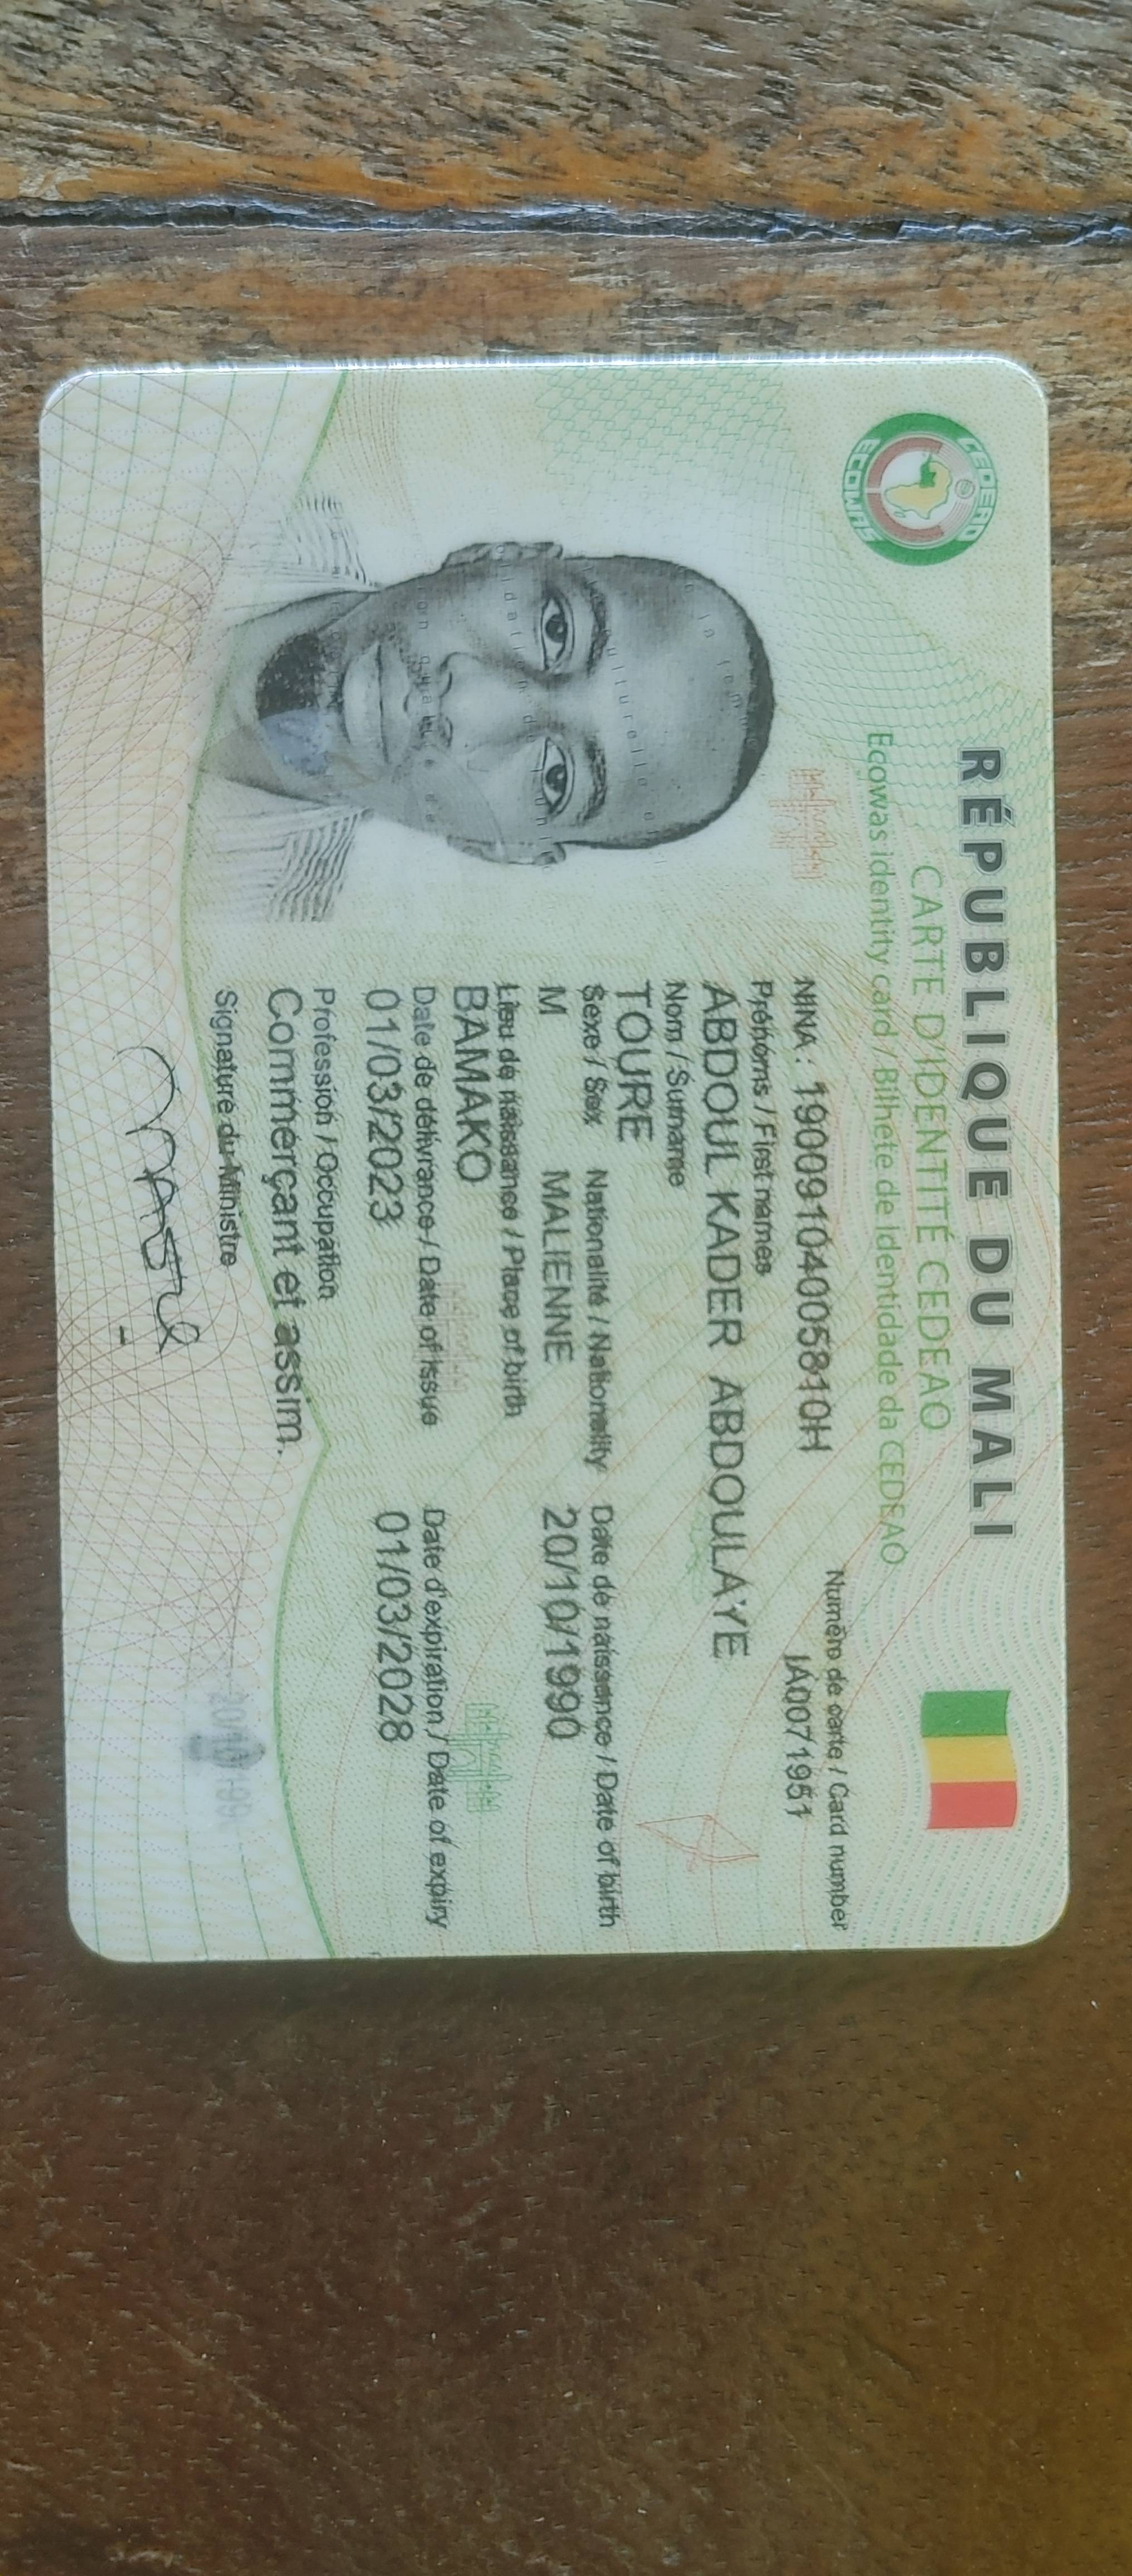 RÉPUBLIQUE DU MALI
CARTE D'IDENTITÉ CEDEAO
Ecowas identity card / Bilhete de Identidade da CEDEAO
CEDEAO
ECOWAS
Numéro de carte / Card number
NINA : 19009104005810H
IA0071951
Prénoms / First names
ABDOUL KADER ABDOULAYE
Nom / Surname
TOURE
Sexe / Sex Nationalité / Nationality Date de naissance / Date of birth
M MALIENNE 20/10/1990
Lieu de naissance / Place of birth
BAMAKO
Date de délivrance / Date of issue Date d'expiration / Date of expiry
01/03/2023 01/03/2028
Profession / Occupation
Commerçant et assim.
Signature du Ministre